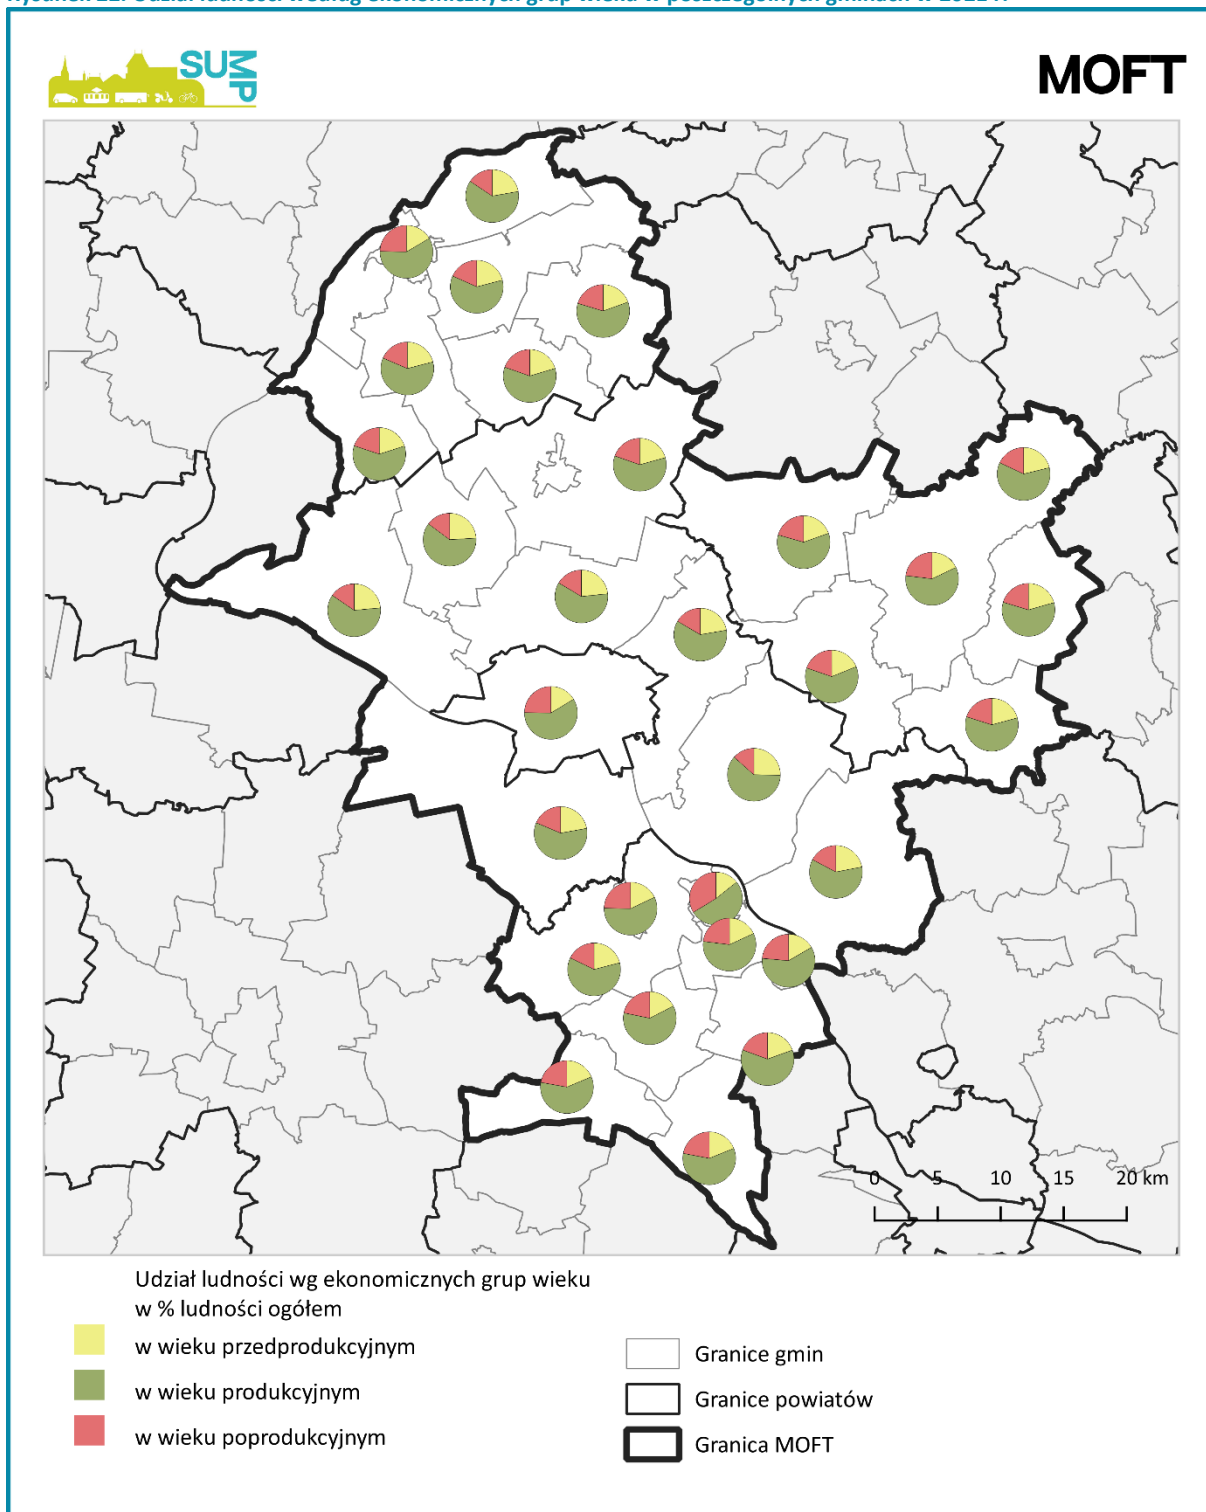 SUMP
MOFT
0 5 10 15 20 km
Udział ludności wg ekonomicznych grup wieku
w % ludności ogółem
w wieku przedprodukcyjnym
w wieku produkcyjnym
w wieku poprodukcyjnym
Granice gmin
Granice powiatów
Granica MOFT